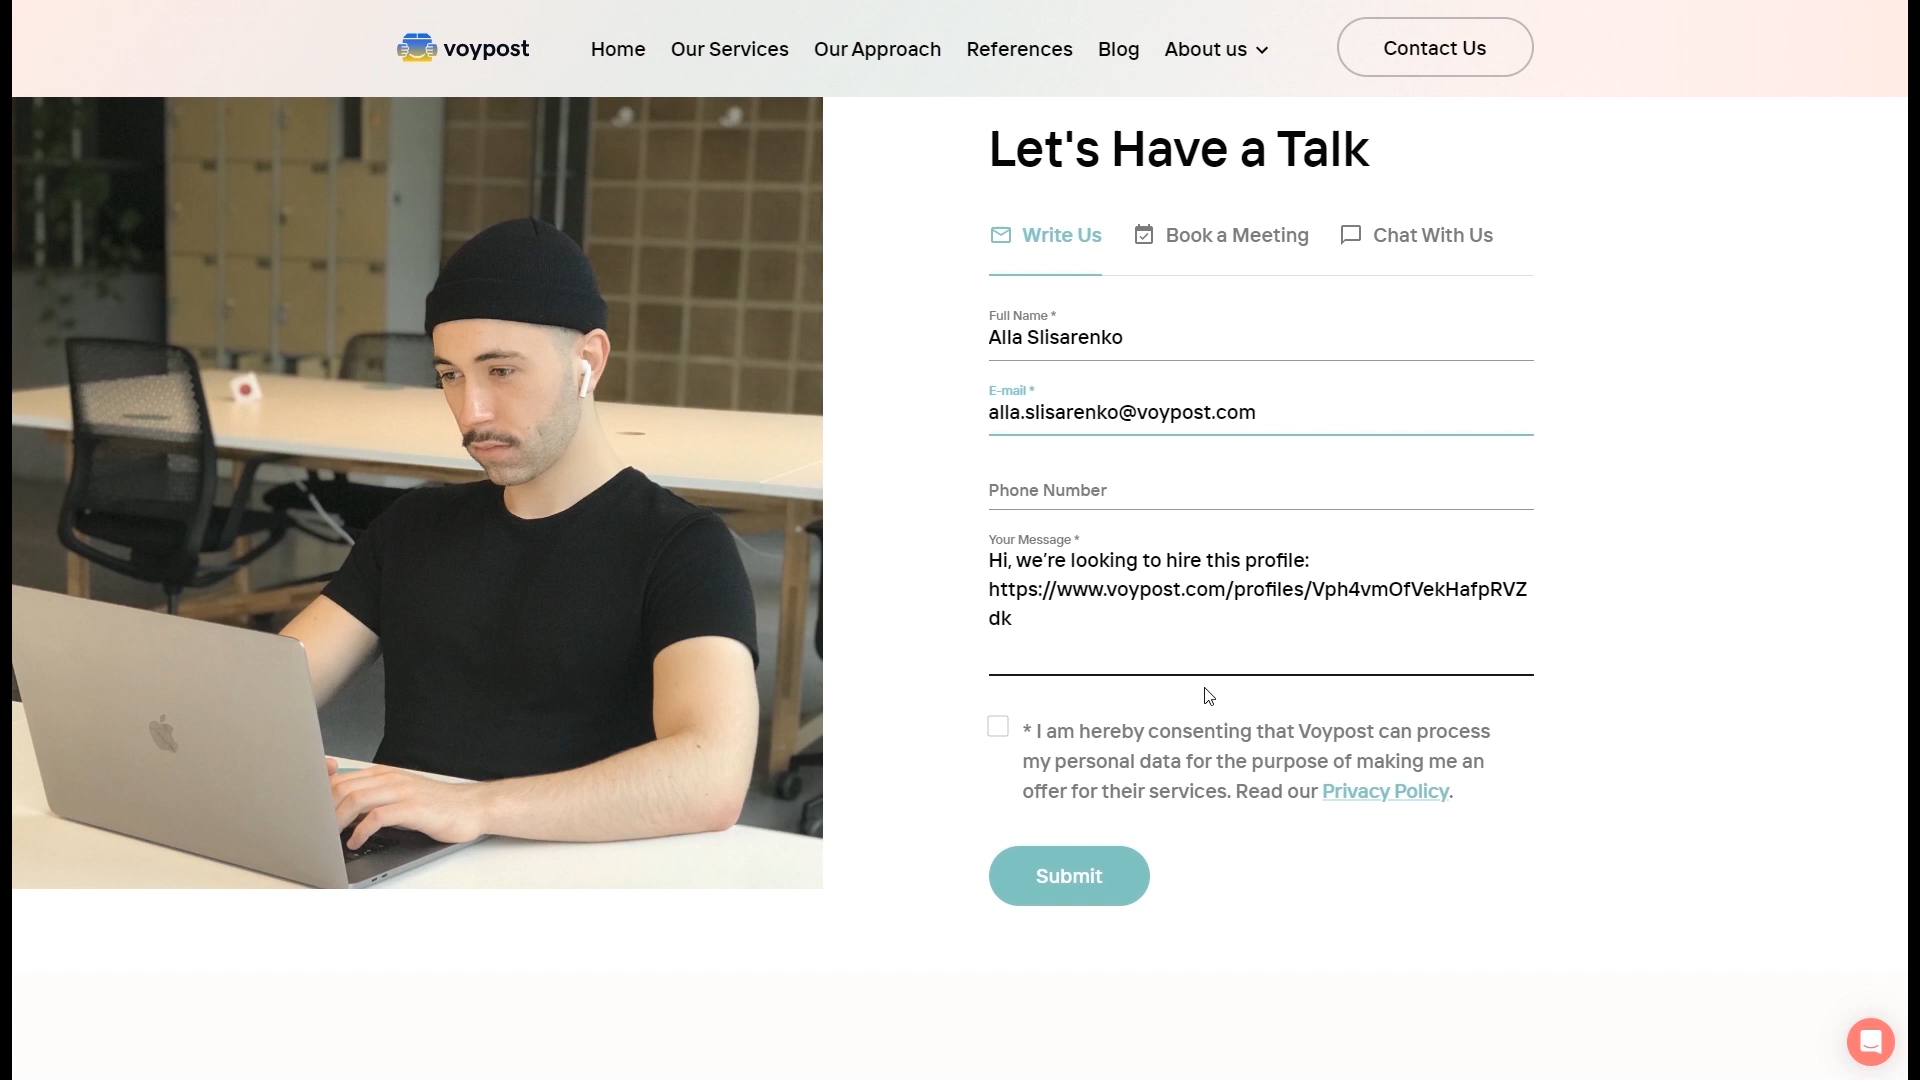 voypost
Home Our Services Our Approach References Blog About us
Contact Us
Let's Have a Talk
Write Us Book a Meeting Chat With Us
Full Name *
Alla Slisarenko
E-mail *
alla.slisarenko@voypost.com
Phone Number
Your Message *
Hi, we're looking to hire this profile:
https://www.voypost.com/profiles/Vph4vmOfVekHafpRVZ
dk
* I am hereby consenting that Voypost can process
my personal data for the purpose of making me an
offer for their services. Read our Privacy Policy.
Submit